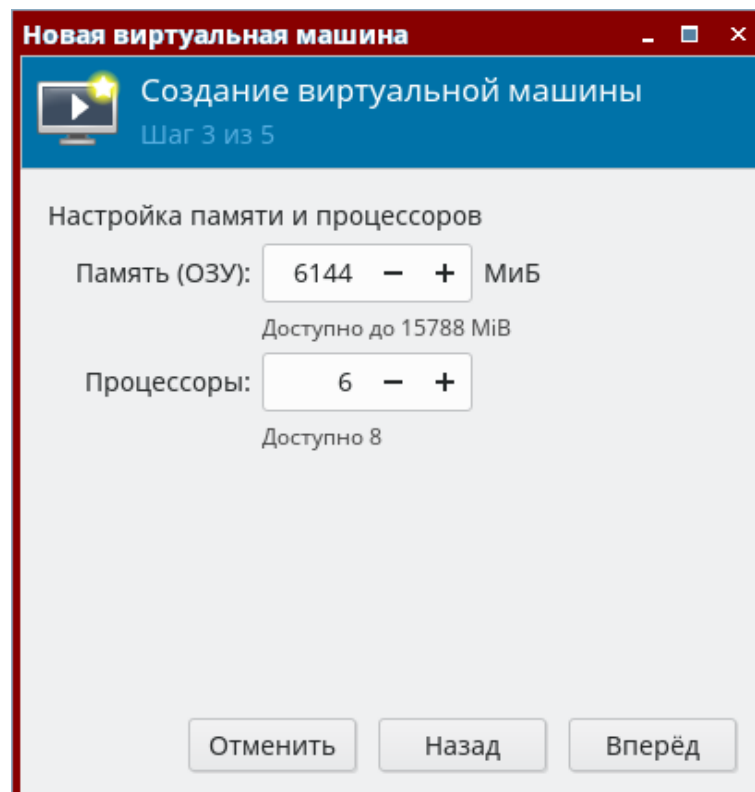 Новая виртуальная машина
Создание виртуальной машины
Шаг 3 из 5
Настройка памяти и процессоров
Память (ОЗУ): 6144 − + МиБ
Доступно до 15788 MiB
Процессоры: 6 − +
Доступно 8
Отменить Назад Вперёд